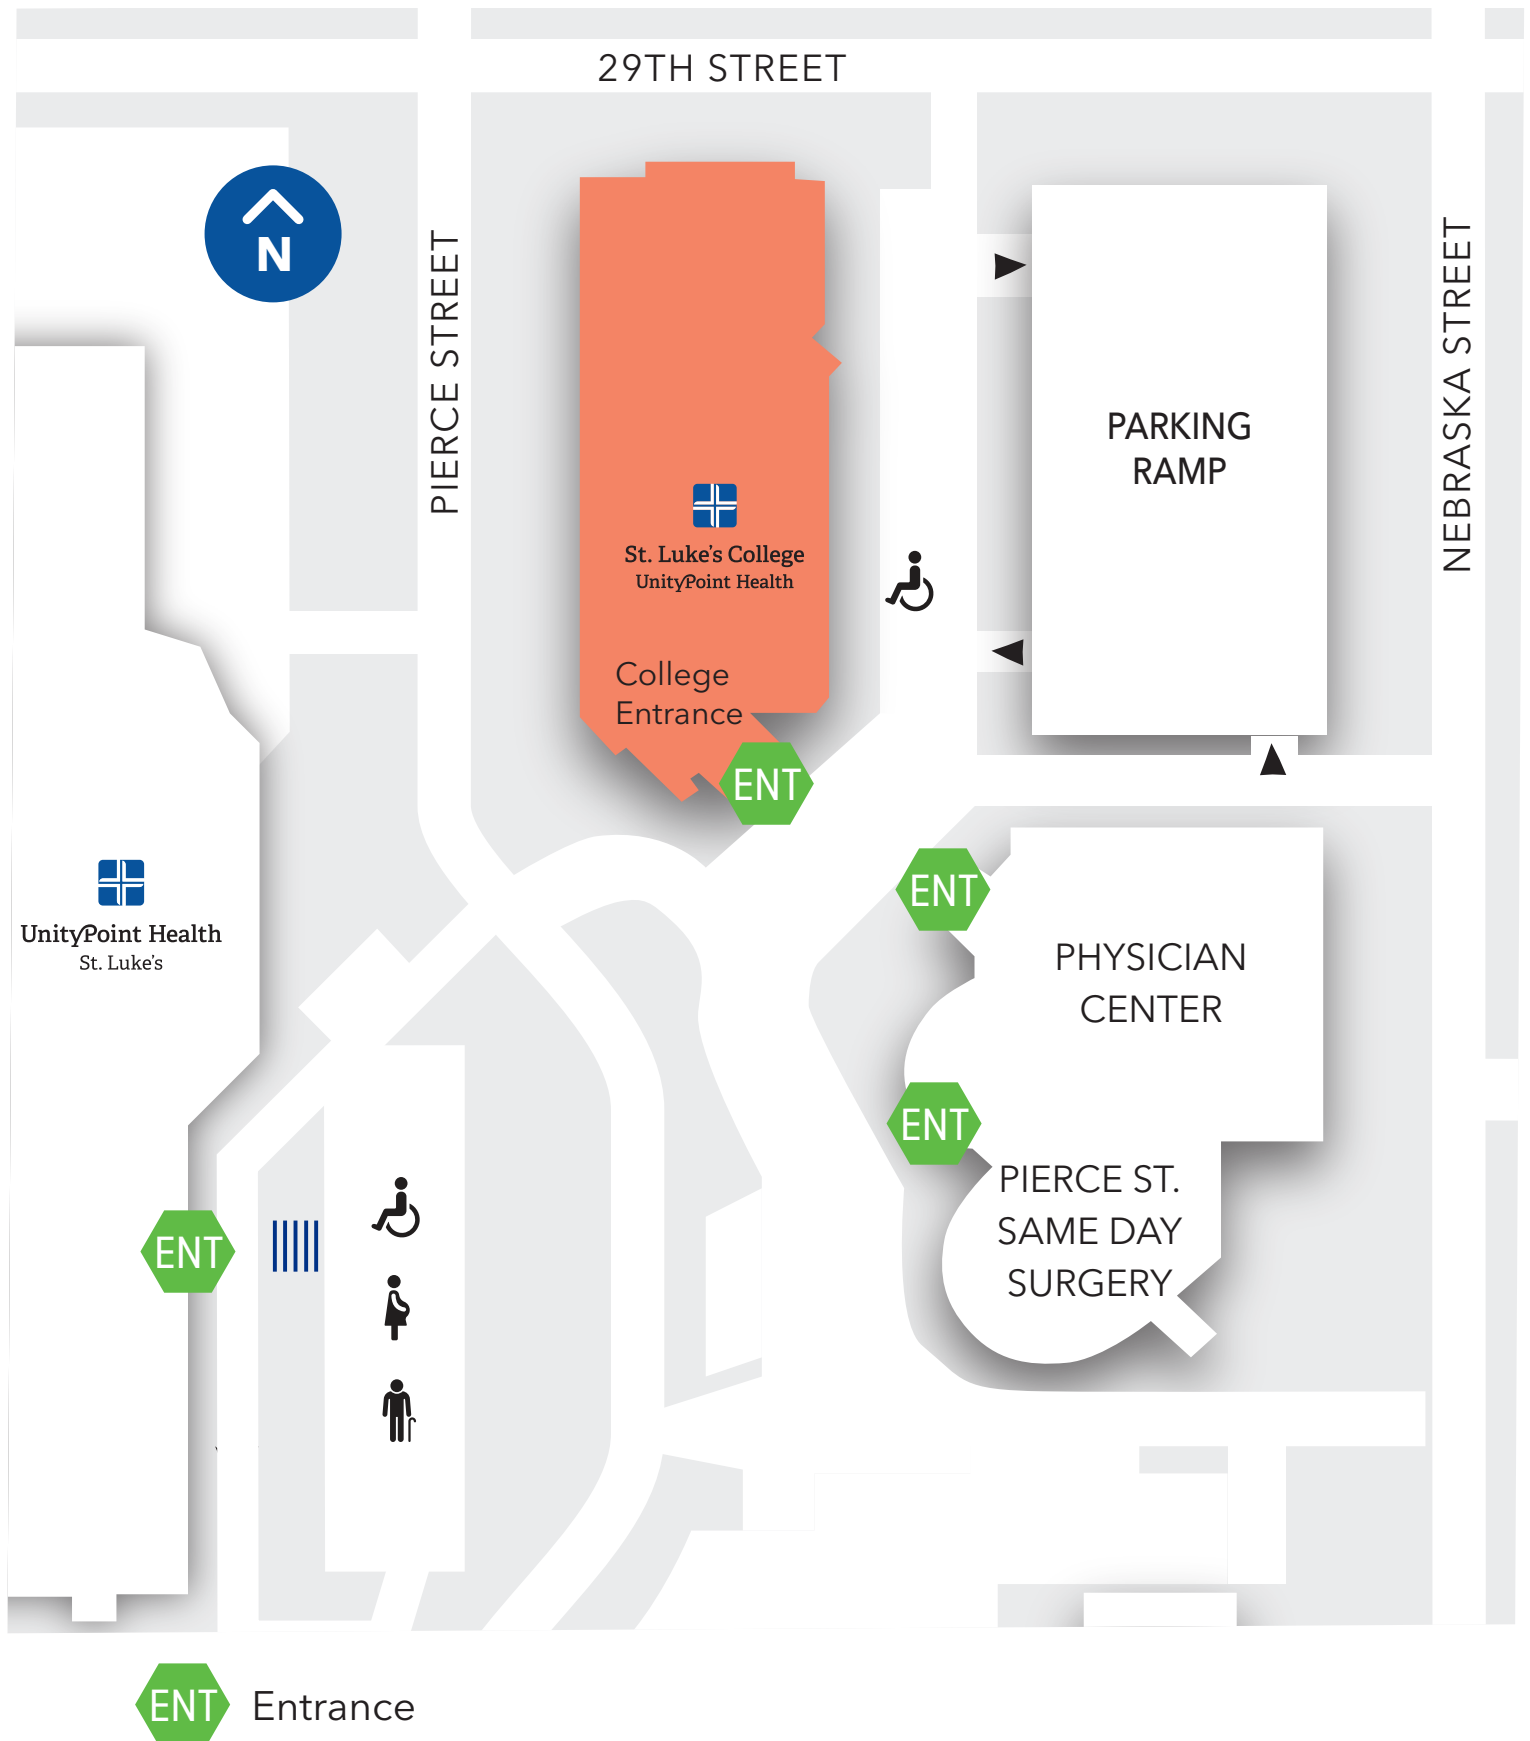 29TH STREET
N
PIERCE STREET
NEBRASKA STREET
PARKING
RAMP
St. Luke's College
UnityPoint Health
College
Entrance
ENT
ENT
UnityPoint Health
St. Luke's
PHYSICIAN
CENTER
ENT
PIERCE ST.
SAME DAY
SURGERY
ENT
ENT Entrance